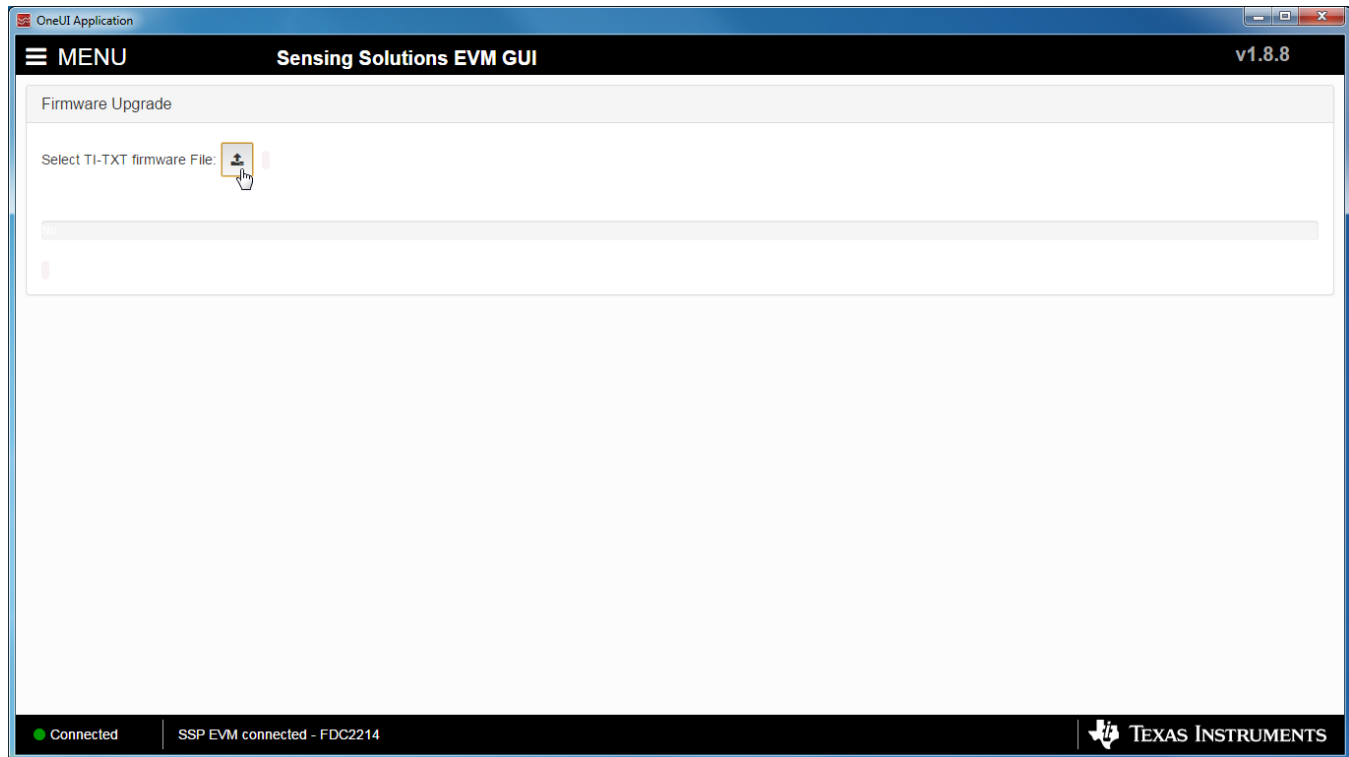 OneUI Application
MENU
Sensing Solutions EVM GUI
v1.8.8
Firmware Upgrade
Select TI-TXT firmware File:
No
Connected
SSP EVM connected - FDC2214
TEXAS INSTRUMENTS